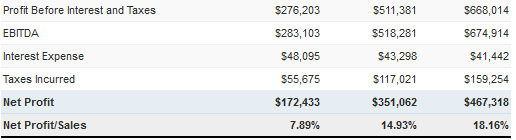 Profit Before Interest and Taxes $276,203 $511,381 $668,014
EBITDA $283,103 $518,281 $674,914
Interest Expense $48,095 $43,298 $41,442
Taxes Incurred $55,675 $117,021 $159,254
Net Profit $172,433 $351,062 $467,318
Net Profit/Sales 7.89% 14.93% 18.16%